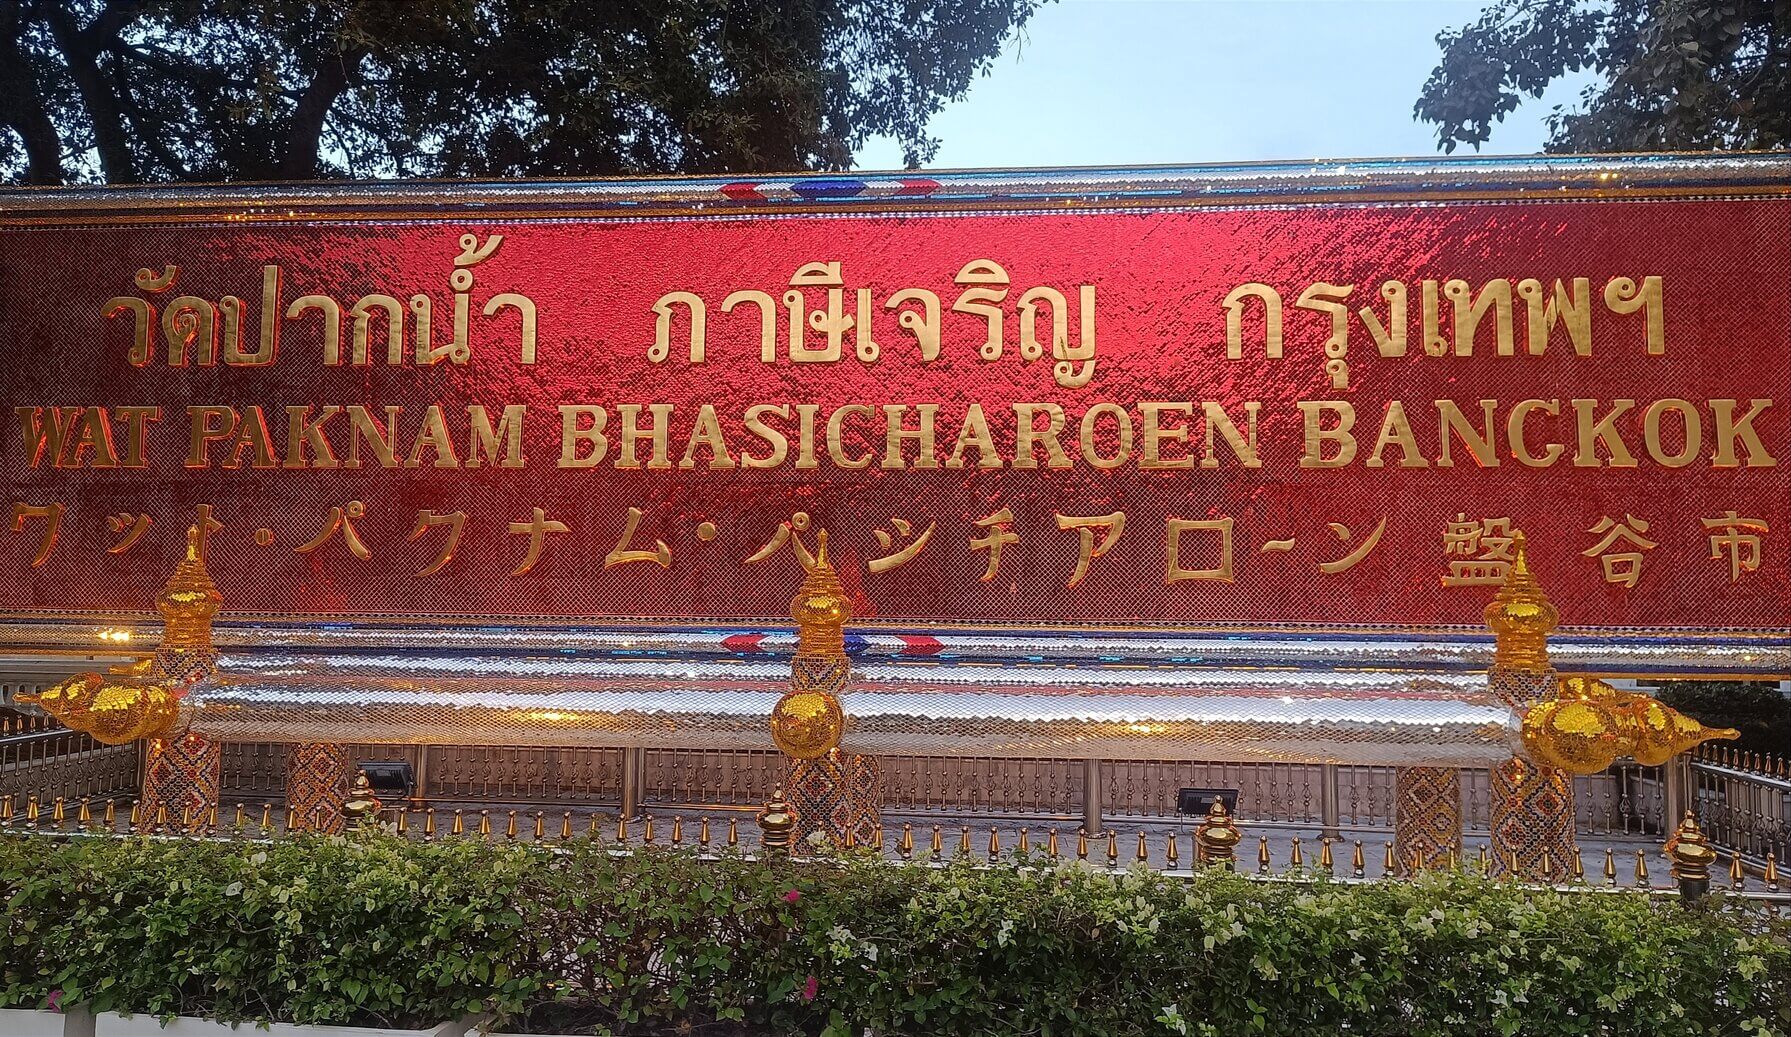 วัดปากน้ำ ภาษีเจริญ กรุงเทพฯ
WAT PAKNAM BHASICHAROEN BANGKOK
ワット・パクナム・パシチアローン 盤谷市